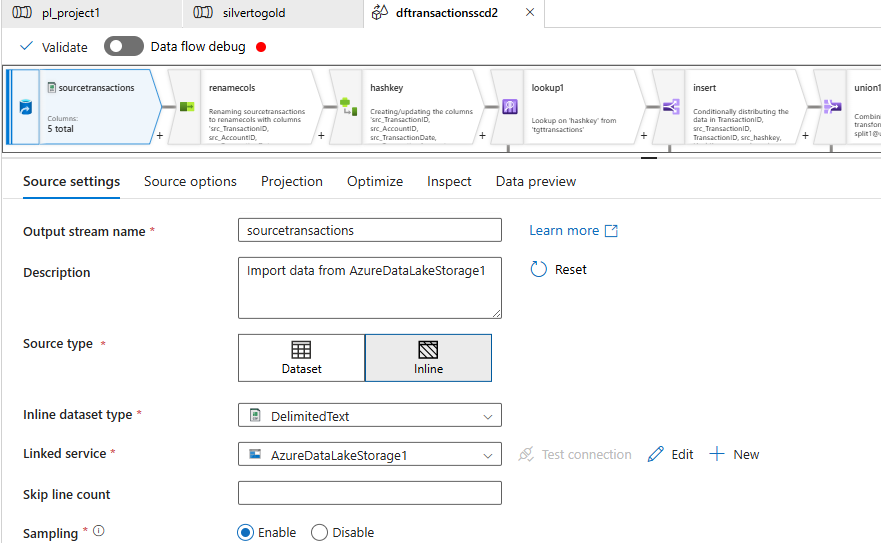 pl_project1
silvertogold
dftransactionsscd2
Validate
Data flow debug
sourcetransactions
Columns:
5 total
+
renamecols
Renaming sourcetransactions
to renamecols with columns
'src_TransactionID,
src_AccountID,
src_TransactionDate,
+
hashkey
Creating/updating the columns
'src_TransactionID,
src_AccountID,
src_TransactionDate,
+
lookup1
Lookup on 'hashkey' from
'tgttransactions'
+
insert
Conditionally distributing the
data in TransactionID,
src_TransactionID,
TransactionID, src_hashkey,
+
union1
Combin
transfor
split1@u
Source settings
Source options
Projection
Optimize
Inspect
Data preview
Output stream name *
sourcetransactions
Learn more
Description
Import data from AzureDataLakeStorage1
Reset
Source type *
Dataset
Inline
Inline dataset type *
DelimitedText
Linked service *
AzureDataLakeStorage1
Test connection
Edit
New
Skip line count
Sampling *
Enable
Disable